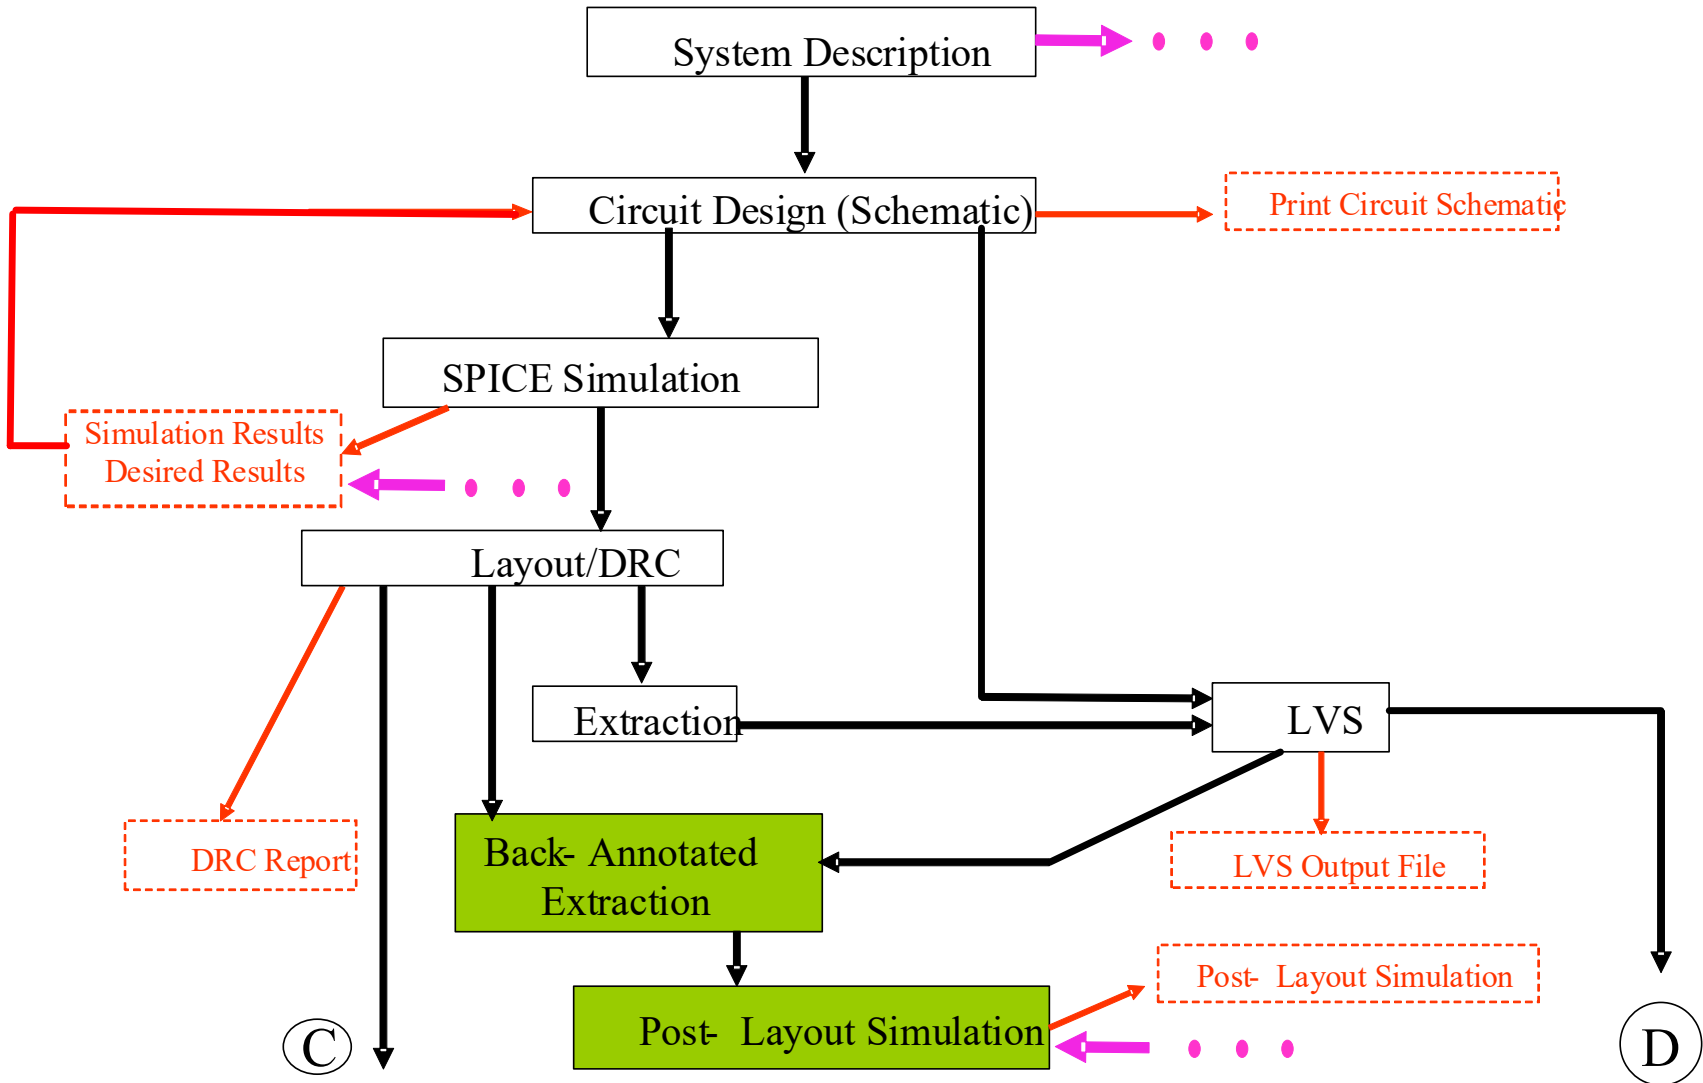 System Description
Circuit Design (Schematic)
Print Circuit Schematic
SPICE Simulation
Simulation Results
Desired Results
Layout/DRC
Extraction
LVS
Back- Annotated
Extraction
DRC Report
LVS Output File
Post- Layout Simulation
Post- Layout Simulation
C
D